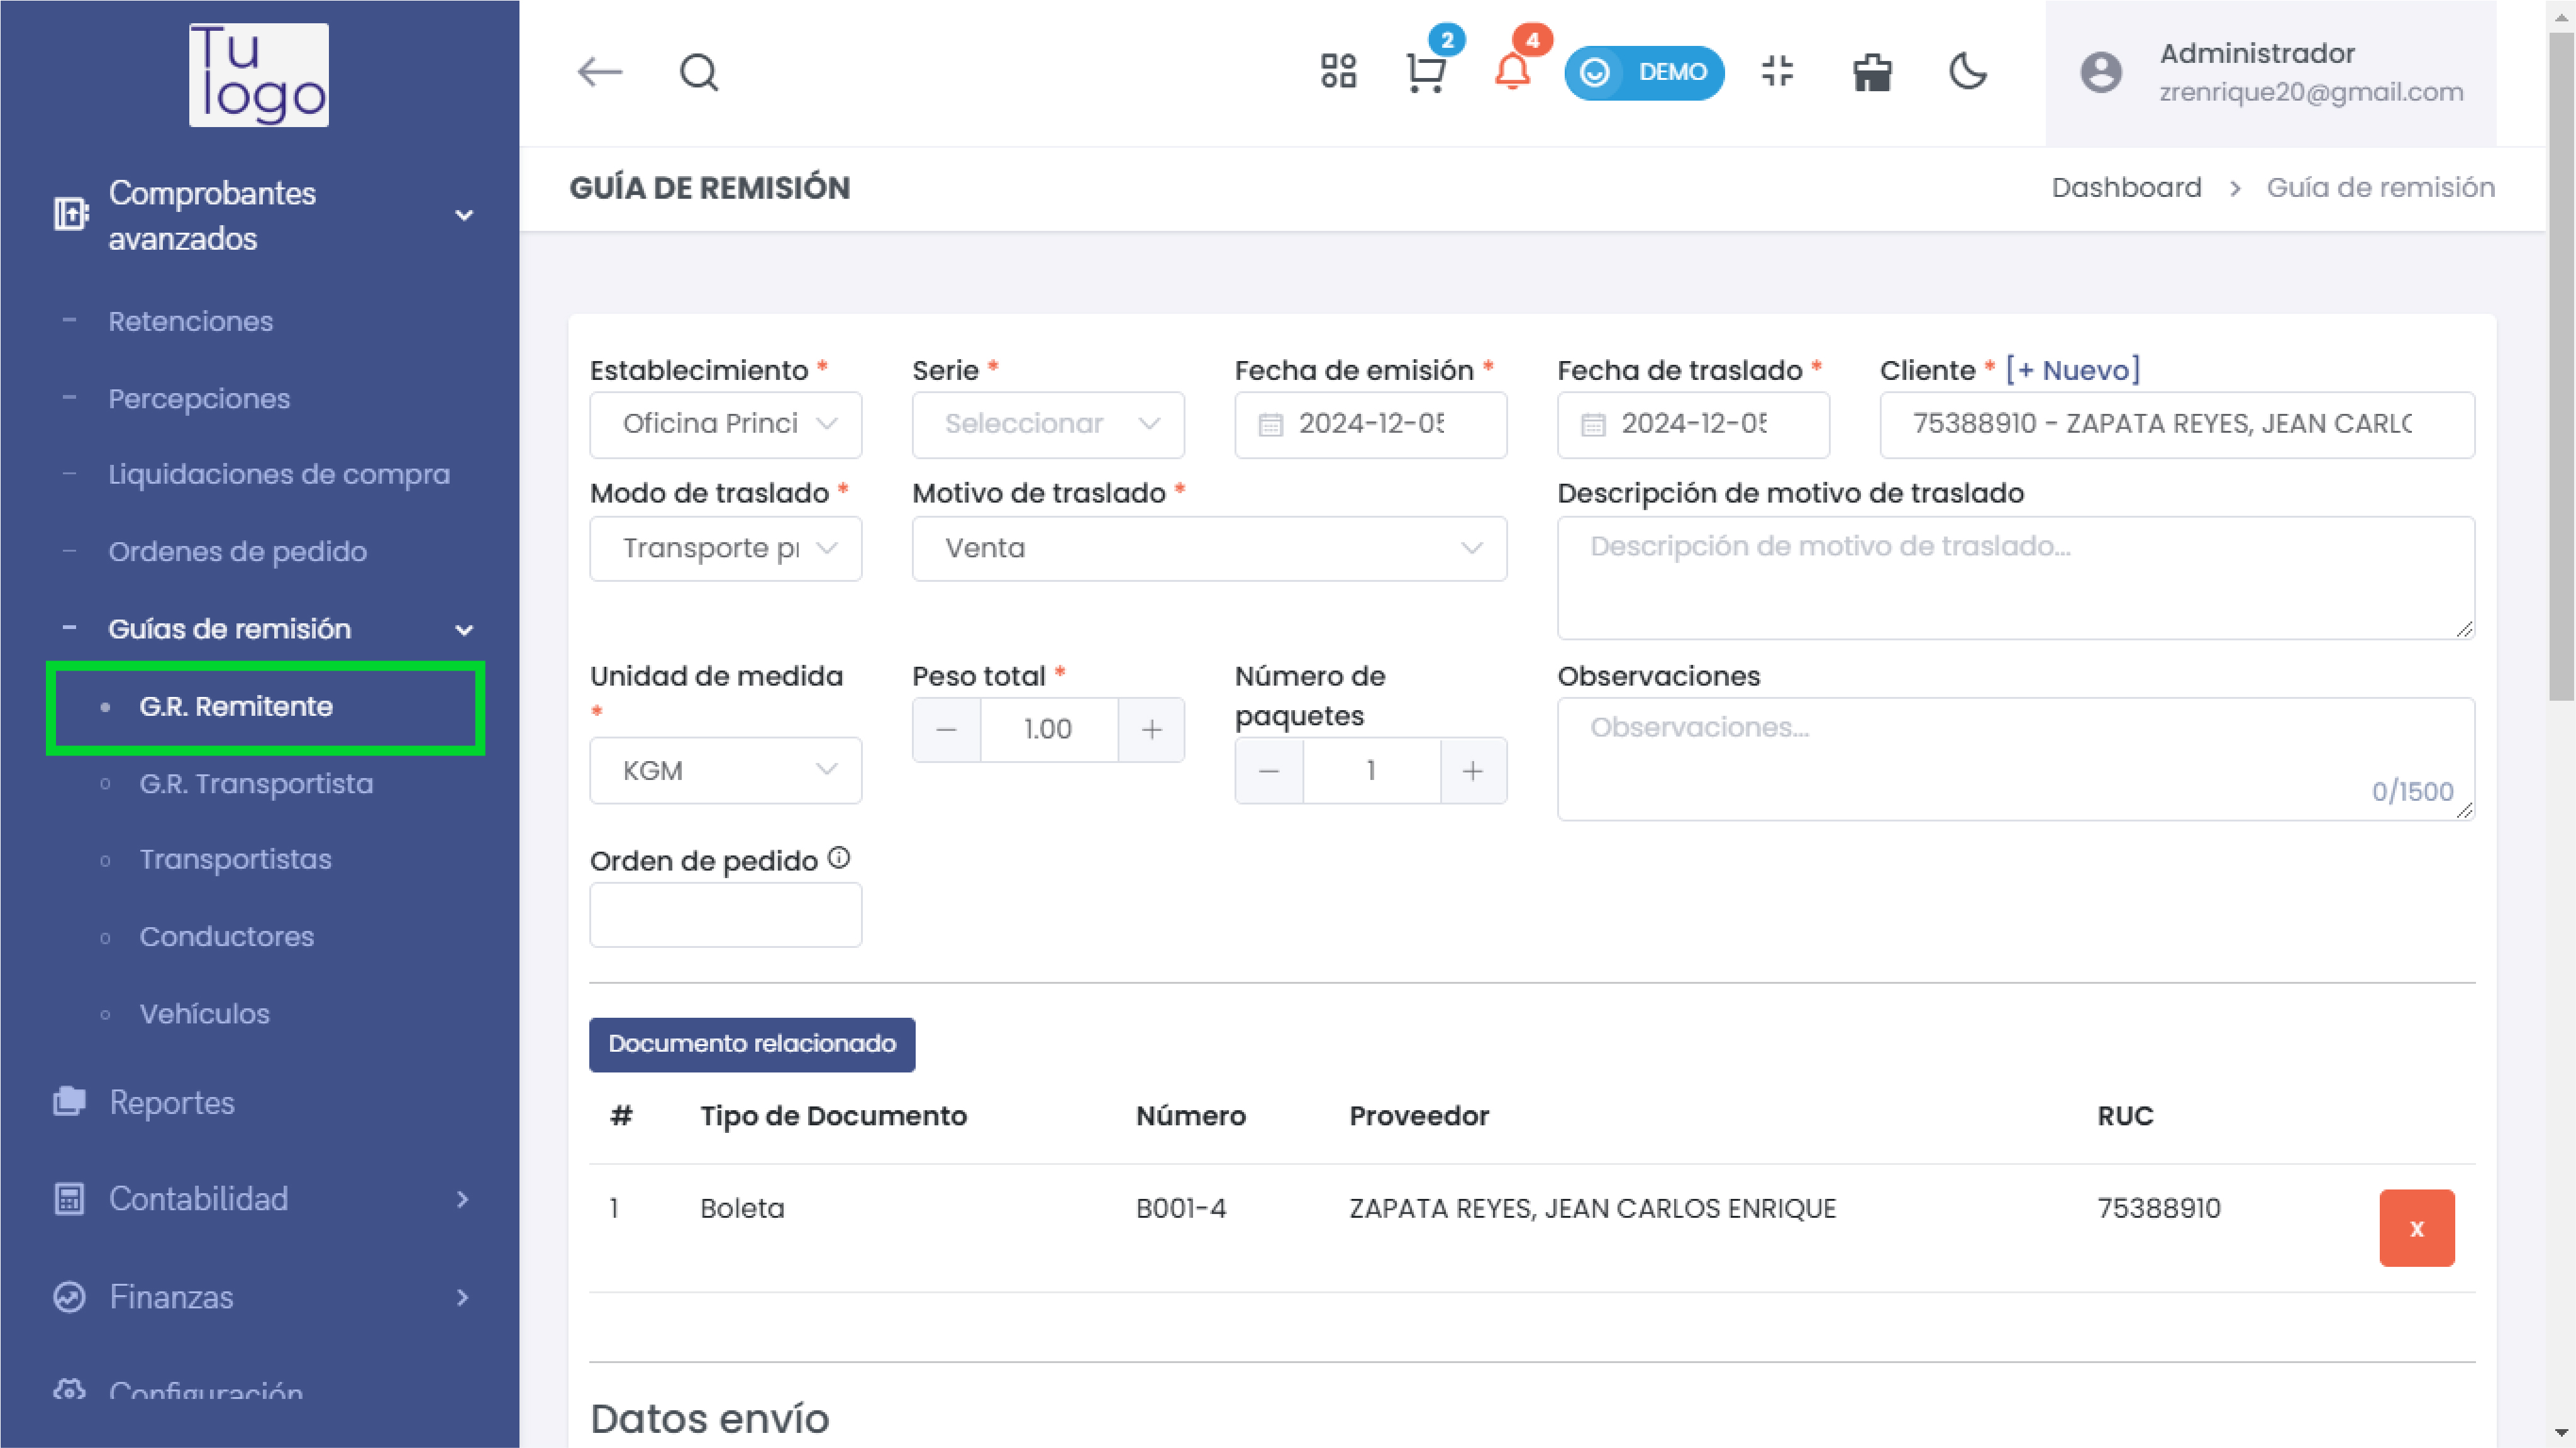 Tu
logo
Comprobantes
avanzados
Retenciones
Percepciones
Liquidaciones de compra
Ordenes de pedido
Guías de remisión
G.R. Remitente
G.R. Transportista
Transportistas
Conductores
Vehículos
Reportes
Contabilidad
Finanzas
Configuración
2
4
DEMO
Administrador
zrenrique20@gmail.com
GUÍA DE REMISIÓN
Dashboard > Guía de remisión
Establecimiento * Serie * Fecha de emisión * Fecha de traslado * Cliente * [+ Nuevo]
Oficina Princi Seleccionar 2024-12-05 2024-12-05 75388910 - ZAPATA REYES, JEAN CARLO
Modo de traslado * Motivo de traslado * Descripción de motivo de traslado
Transporte pr Venta Descripción de motivo de traslado...
Unidad de medida * Peso total * Número de paquetes Observaciones
KGM 1.00 1 Observaciones...
0/1500
Orden de pedido
Documento relacionado
# Tipo de Documento Número Proveedor RUC
1 Boleta B001-4 ZAPATA REYES, JEAN CARLOS ENRIQUE 75388910 x
Datos envío